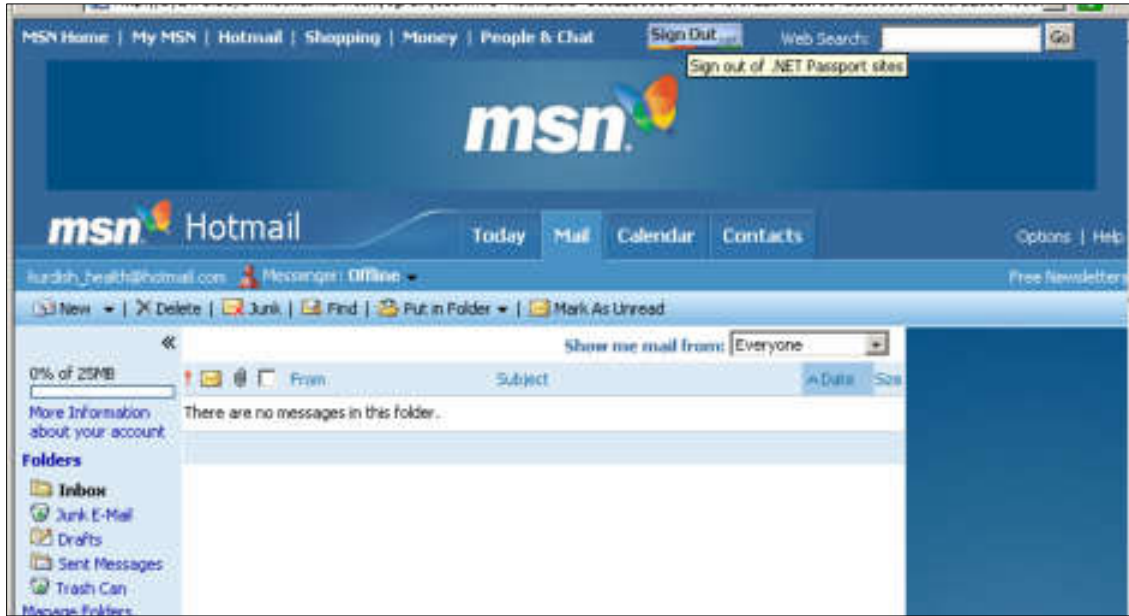 MSN Home | My MSN | Hotmail | Shopping | Money | People & Chat Sign Out Web Search: Go
Sign out of .NET Passport sites
msn
msn Hotmail Today Mail Calendar Contacts Options | Help
kurdish_health@hotmail.com Messenger: Offline Free Newsletters
New | Delete | Junk | Find | Put in Folder | Mark As Unread
« Show me mail from: Everyone
0% of 25MB From Subject Date Size
More Information There are no messages in this folder.
about your account
Folders
Inbox
Junk E-Mail
Drafts
Sent Messages
Trash Can
Manage Folders